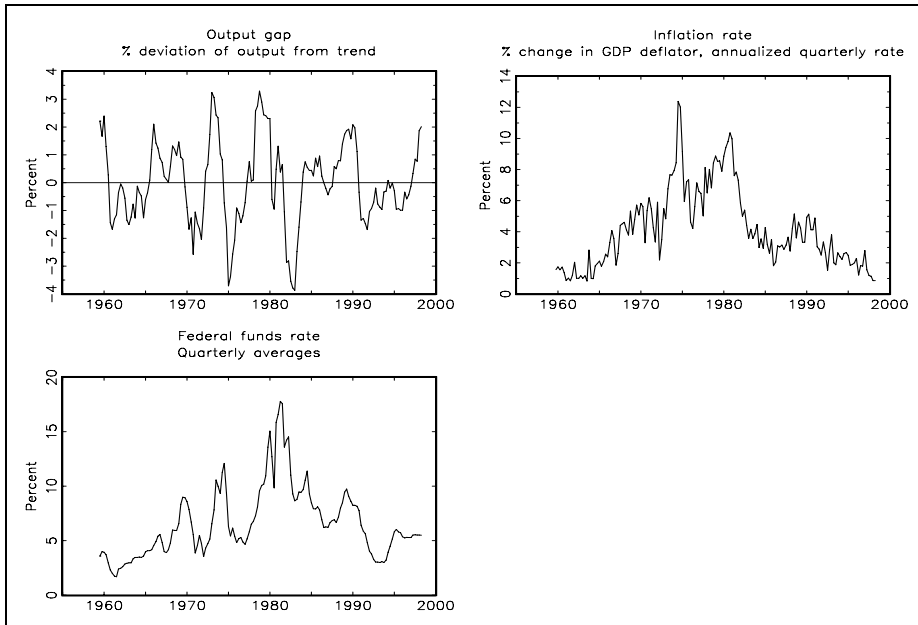 Output gap
% deviation of output from trend
Percent
4
3
2
1
0
−1
−2
−3
−4
1960 1970 1980 1990 2000
Inflation rate
% change in GDP deflator, annualized quarterly rate
Percent
14
12
10
8
6
4
2
0
1960 1970 1980 1990 2000
Federal funds rate
Quarterly averages
Percent
20
15
10
5
0
1960 1970 1980 1990 2000